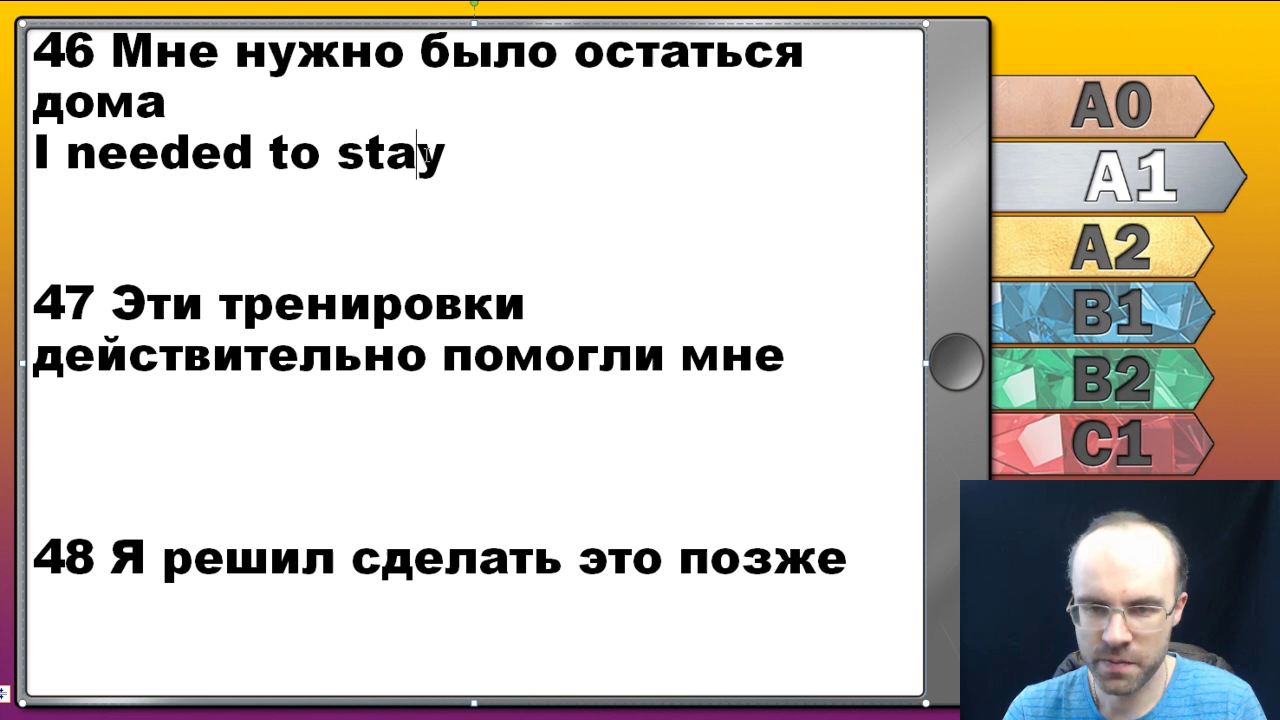 46 Мне нужно было остаться
дома
I needed to stay
47 Эти тренировки
действительно помогли мне
48 Я решил сделать это позже
A0
A1
A2
B1
B2
C1